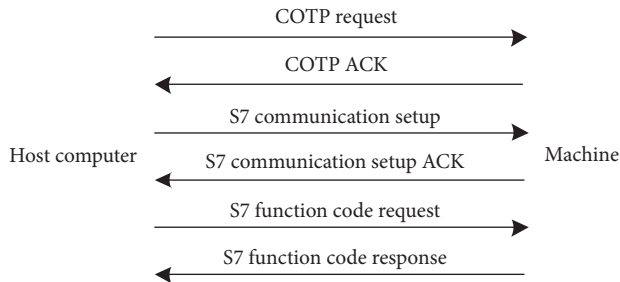 COTP request
COTP ACK
S7 communication setup
Host computer
Machine
S7 communication setup ACK
S7 function code request
S7 function code response